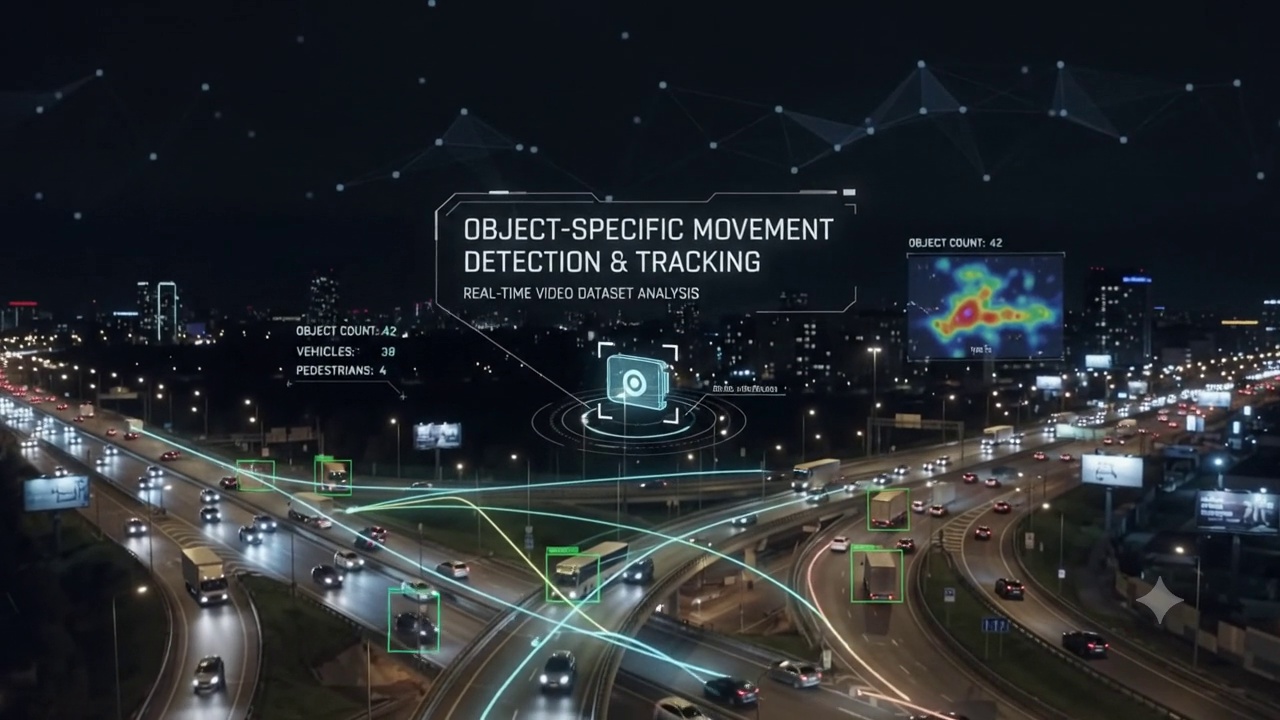 OBJECT-SPECIFIC MOVEMENT
DETECTION & TRACKING
REAL-TIME VIDEO DATASET ANALYSIS
OBJECT COUNT: 42
OBJECT COUNT: 42
VEHICLES: 38
PEDESTRIANS: 4